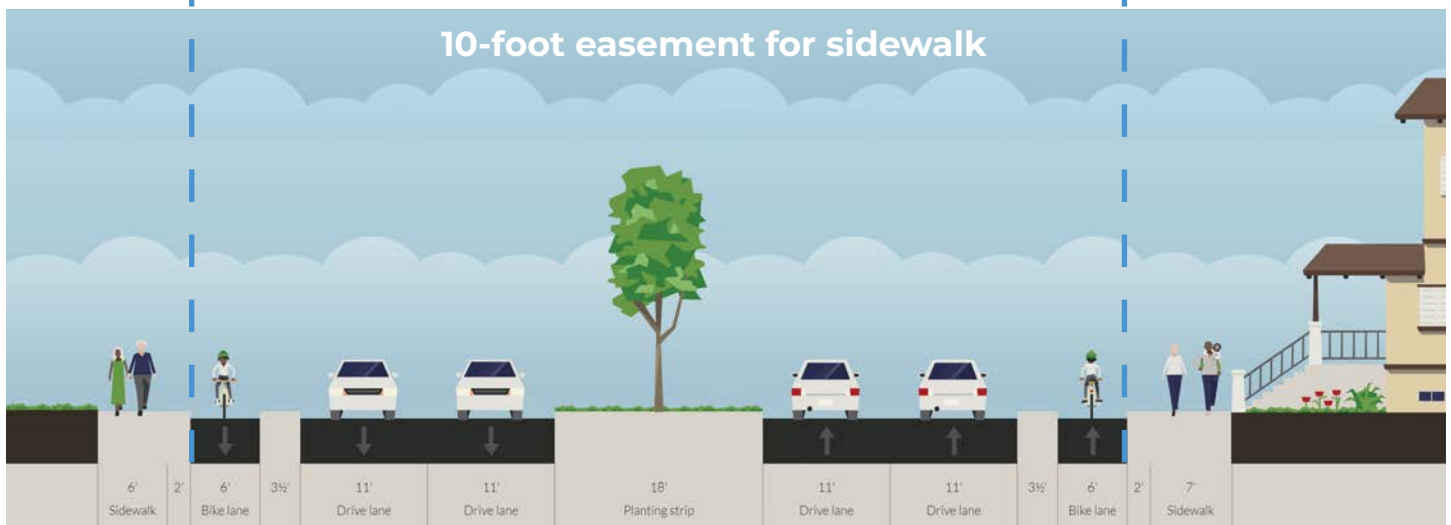 10-foot easement for sidewalk
6' 2' 6' 3½' 11' 11' 18' 11' 11' 3½' 6' 2' 7'
Sidewalk Bike lane Drive lane Drive lane Planting strip Drive lane Drive lane Bike lane Sidewalk